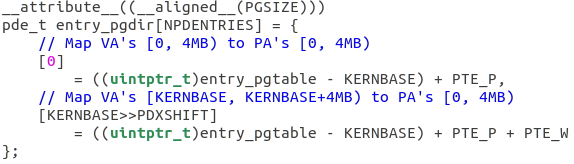 __attribute__((__aligned__(PGSIZE)))
pde_t entry_pgdir[NPDENTRIES] = {
    // Map VA's [0, 4MB) to PA's [0, 4MB)
    [0]
        = ((uintptr_t)entry_pgtable - KERNBASE) + PTE_P,
    // Map VA's [KERNBASE, KERNBASE+4MB) to PA's [0, 4MB)
    [KERNBASE>>PDXSHIFT]
        = ((uintptr_t)entry_pgtable - KERNBASE) + PTE_P + PTE_W
};